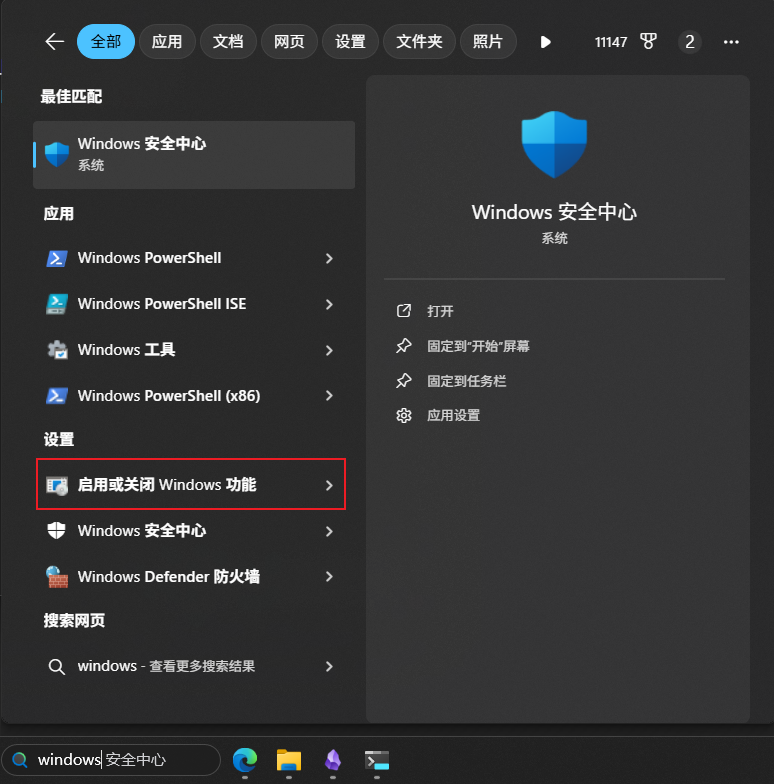 全部 应用 文档 网页 设置 文件夹 照片 11147 2
最佳匹配
Windows 安全中心
系统
应用
Windows PowerShell
Windows PowerShell ISE
Windows 工具
Windows PowerShell (x86)
设置
启用或关闭 Windows 功能
Windows 安全中心
Windows Defender 防火墙
搜索网页
windows - 查看更多搜索结果
Windows 安全中心
系统
打开
固定到"开始"屏幕
固定到任务栏
应用设置
windows 安全中心